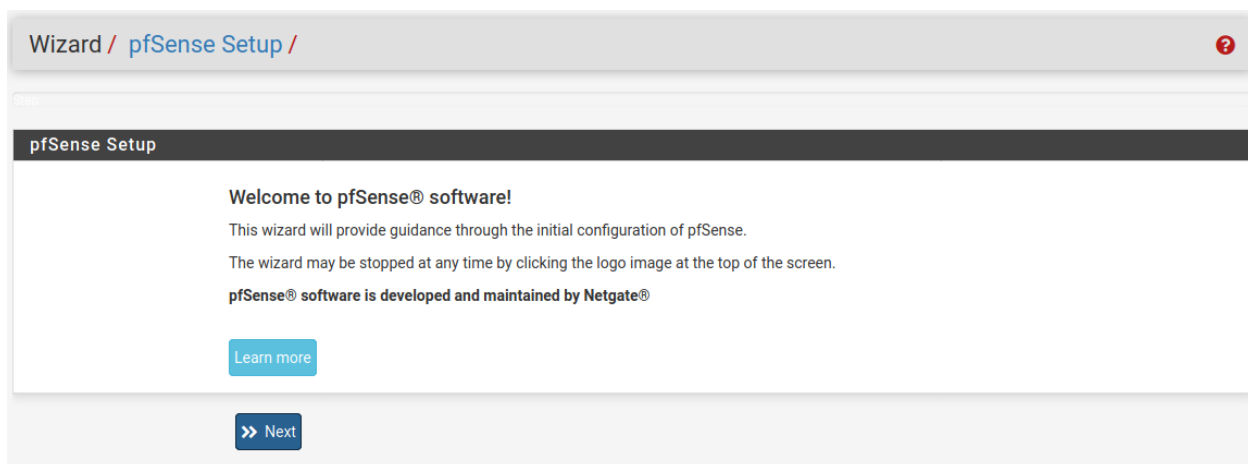 Wizard / pfSense Setup /
Step
pfSense Setup
Welcome to pfSense® software!
This wizard will provide guidance through the initial configuration of pfSense.
The wizard may be stopped at any time by clicking the logo image at the top of the screen.
pfSense® software is developed and maintained by Netgate®
Learn more
Next